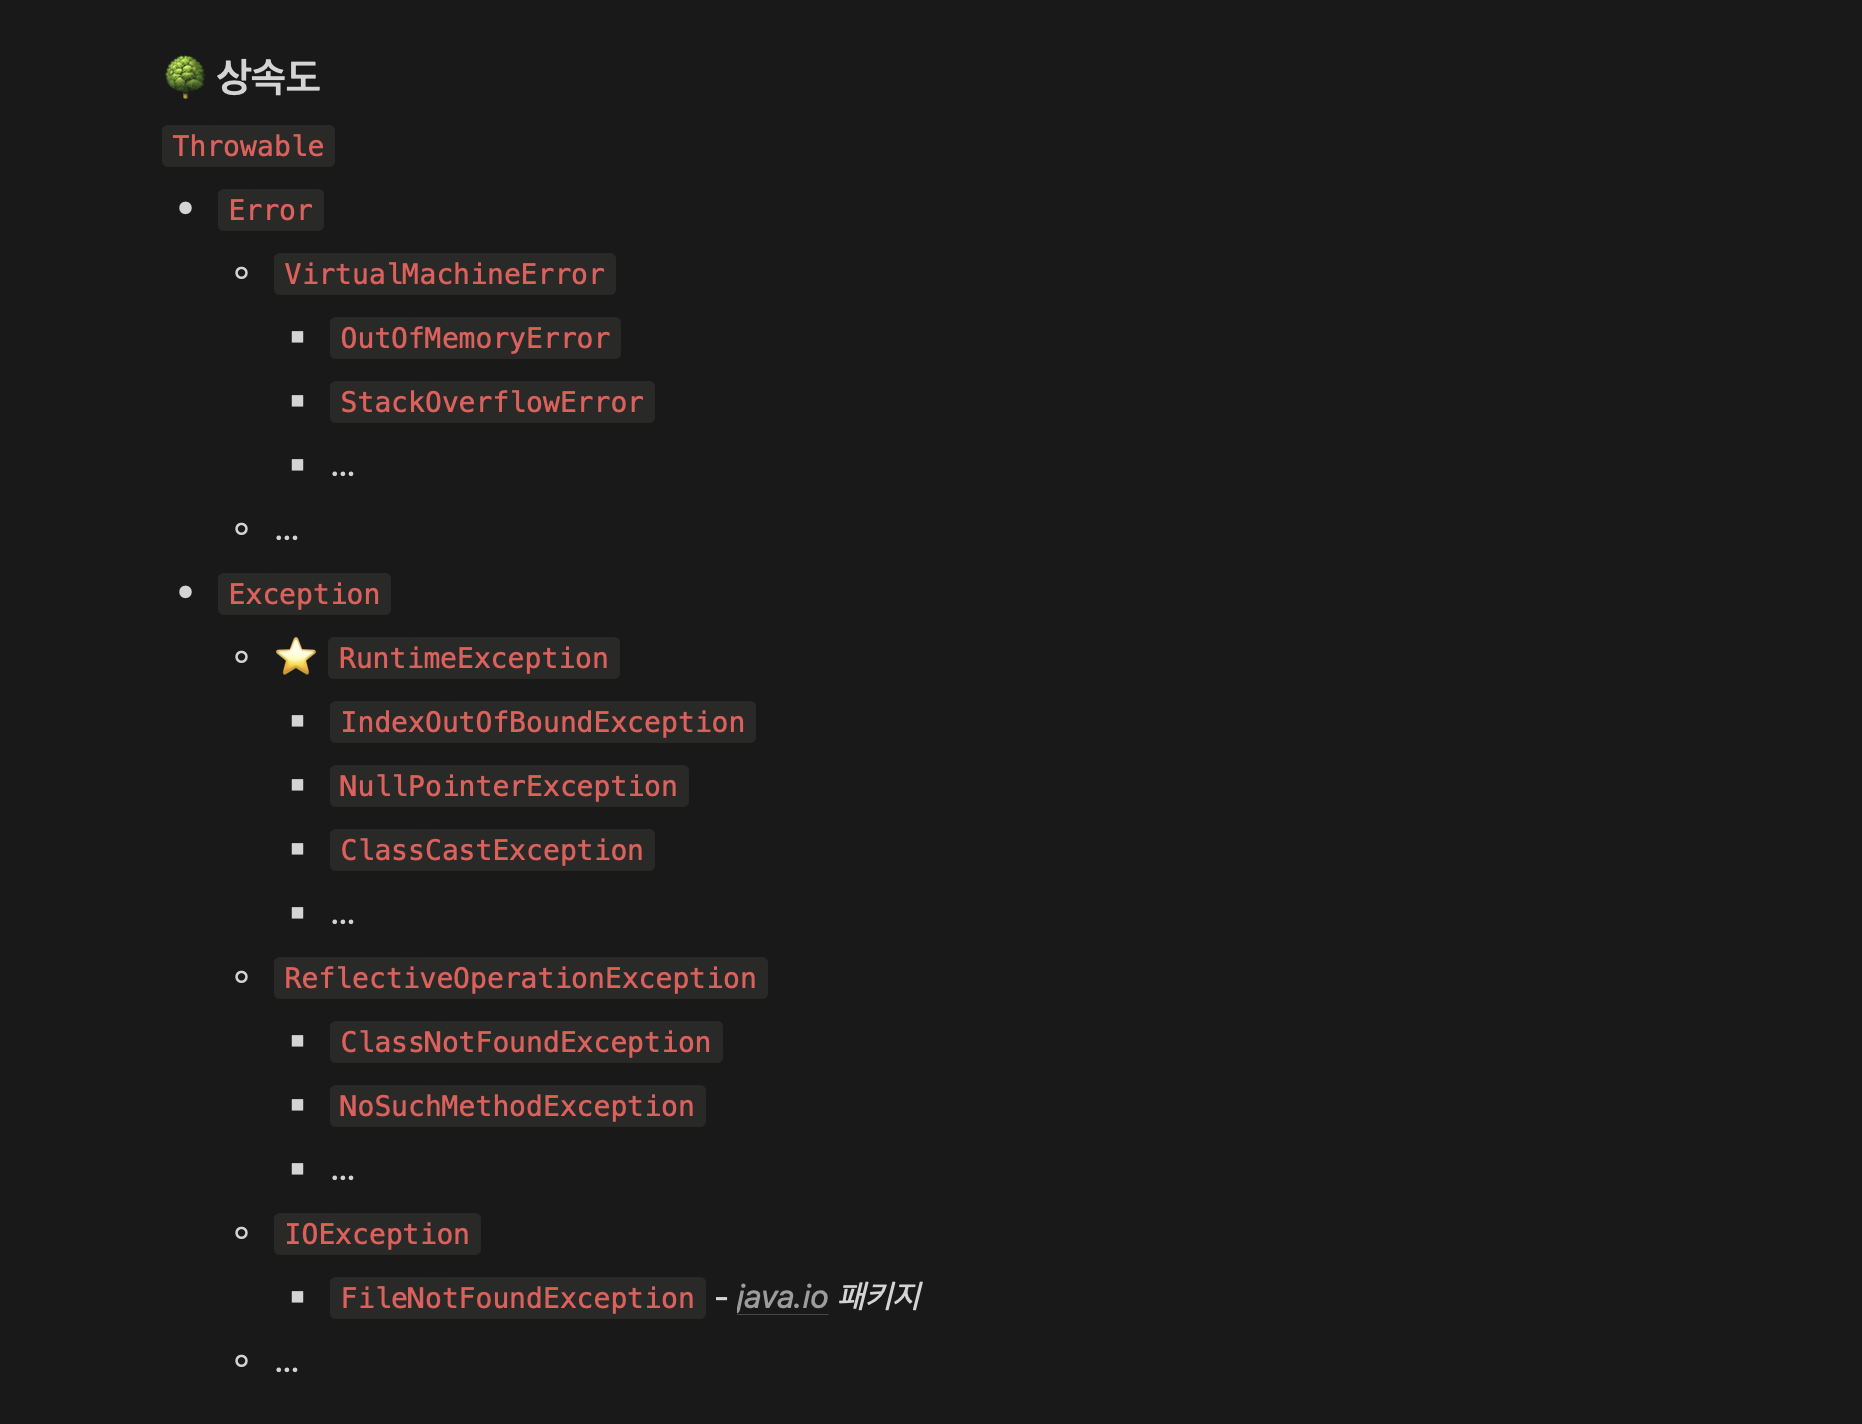 🌳 상속도
Throwable
Error
VirtualMachineError
OutOfMemoryError
StackOverflowError
...
...
Exception
⭐ RuntimeException
IndexOutOfBoundException
NullPointerException
ClassCastException
...
ReflectiveOperationException
ClassNotFoundException
NoSuchMethodException
...
IOException
FileNotFoundException - java.io 패키지
...